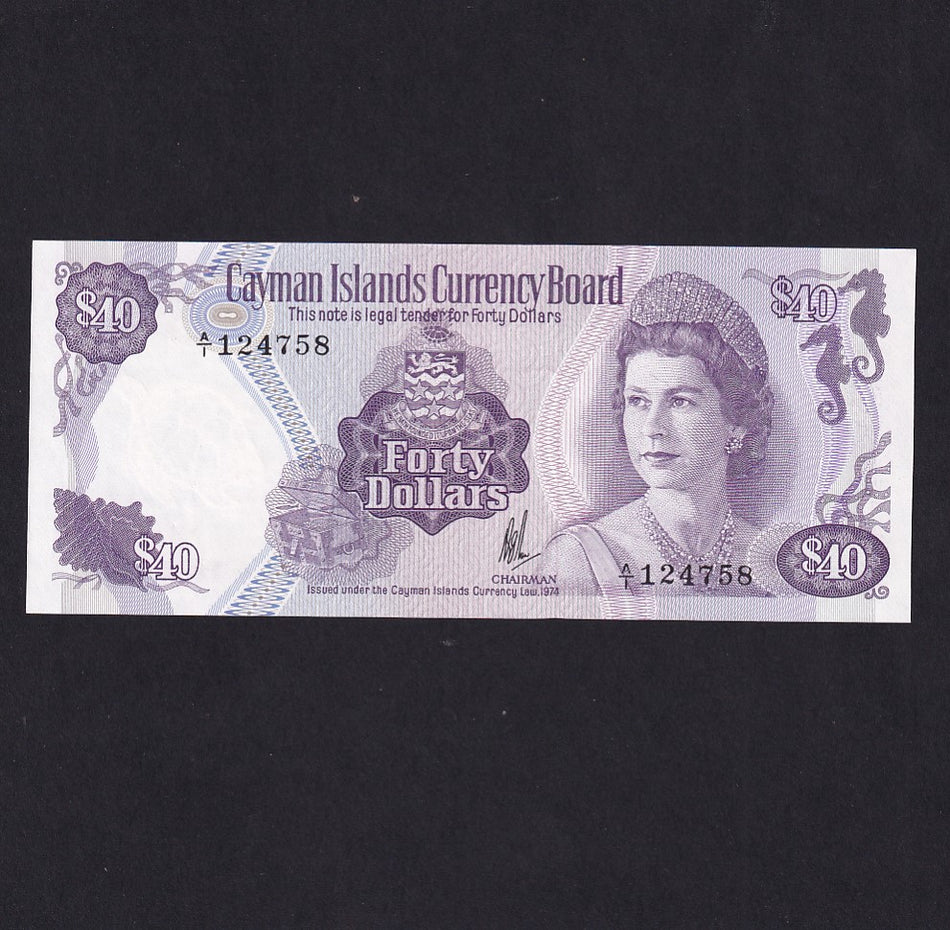 $40
Cayman Islands Currency Board
$40
This note is legal tender for Forty Dollars
A/1 124758
Forty
Dollars
$40
CHAIRMAN
A/1 124758
$40
Issued under the Cayman Islands Currency Law, 1974